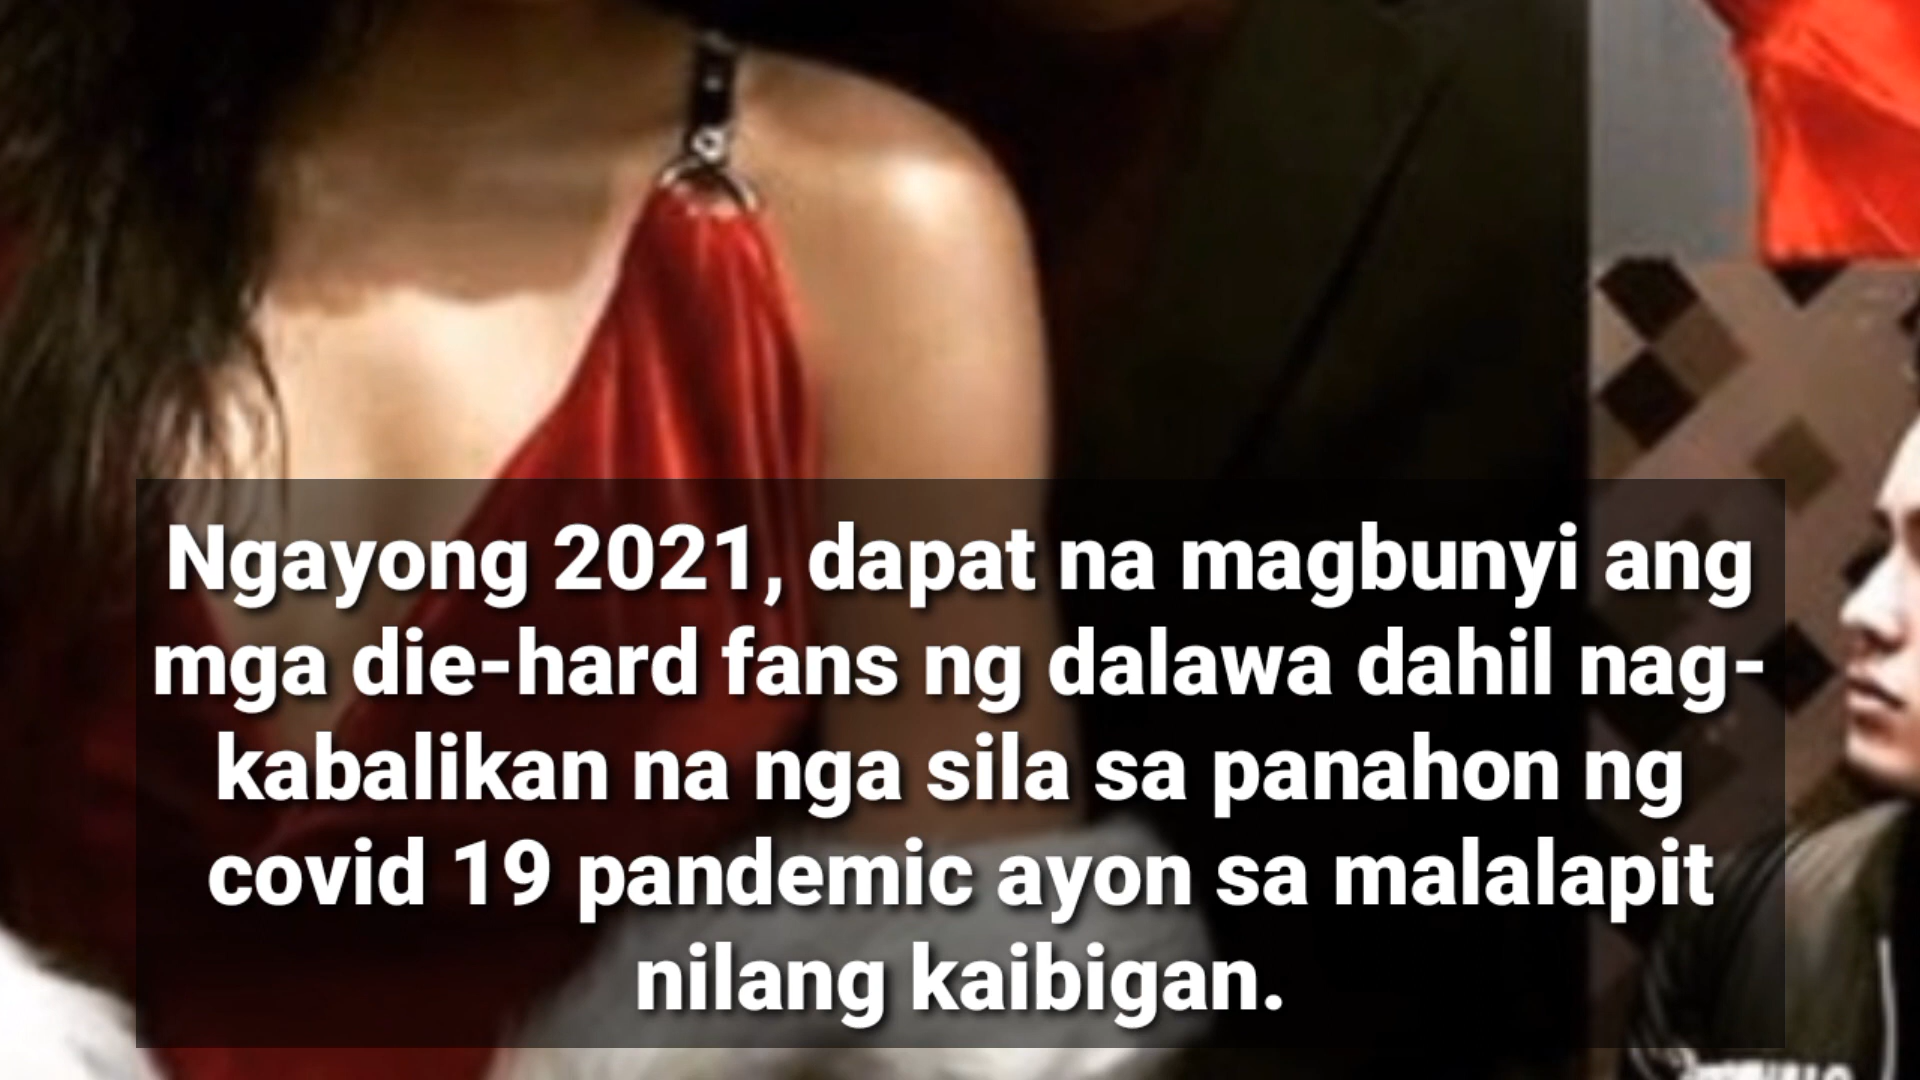 Ngayong 2021, dapat na magbunyi ang
mga die-hard fans ng dalawa dahil nag-
kabalikan na nga sila sa panahon ng
covid 19 pandemic ayon sa malalapit
nilang kaibigan.